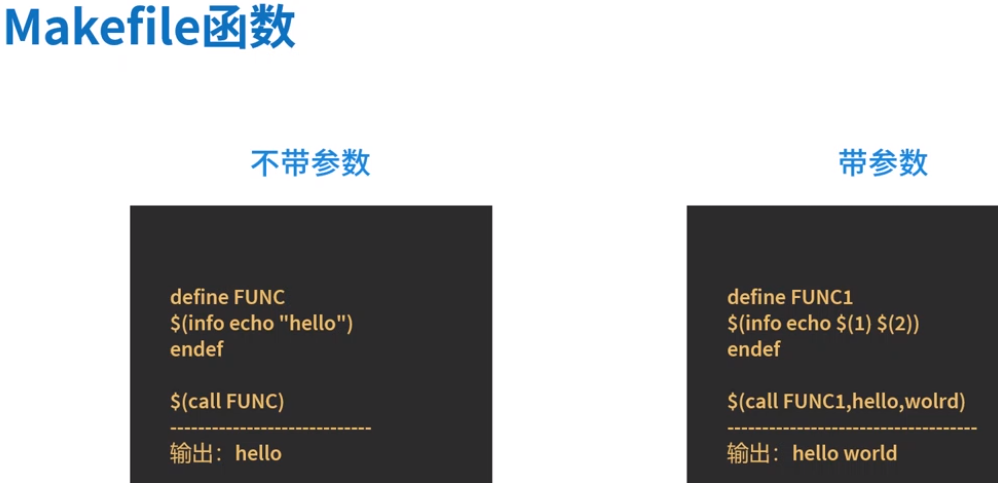 Makefile函数
不带参数
define FUNC
$(info echo "hello")
endef
$(call FUNC)
-----------------------------
输出：hello
带参数
define FUNC1
$(info echo $(1) $(2))
endef
$(call FUNC1,hello,wolrd)
------------------------------------
输出：hello world